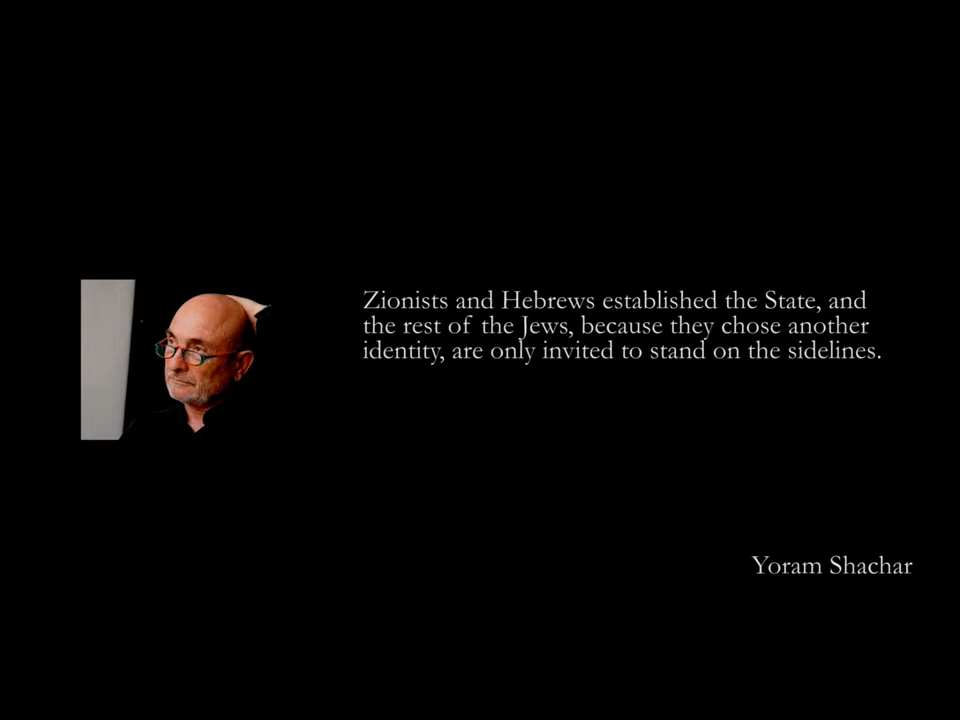 Zionists and Hebrews established the State, and
the rest of the Jews, because they chose another
identity, are only invited to stand on the sidelines.
Yoram Shachar